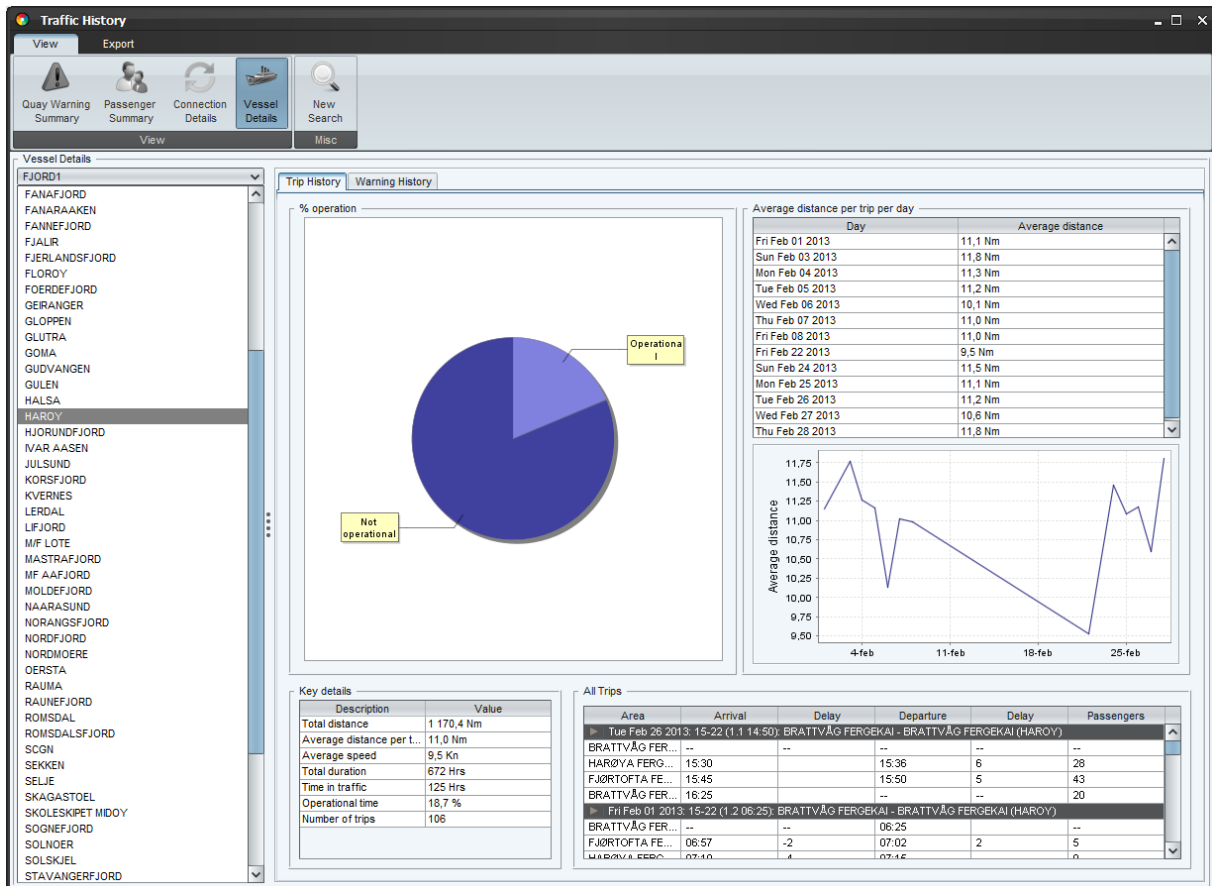 Traffic History
View Export
Quay Warning Summary
Passenger Summary
Connection Details
Vessel Details
New Search
View Misc
Vessel Details
FJORD1
FANAFJORD
FANARAAKEN
FANNEFJORD
FJALIR
FJERLANDSFJORD
FLOROY
FOERDEFJORD
GEIRANGER
GLOPPEN
GLUTRA
GOMA
GUDVANGEN
GULEN
HALSA
HAROY
HJORUNDFJORD
IVAR AASEN
JULSUND
KORSFJORD
KVERNES
LERDAL
LIFJORD
M/F LOTE
MASTRAFJORD
MF AAFJORD
MOLDEFJORD
NAARASUND
NORANGSFJORD
NORDFJORD
NORDMOERE
OERSTA
RAUMA
RAUNEFJORD
ROMSDAL
ROMSDALSFJORD
SCGN
SEKKEN
SELJE
SKAGASTOEL
SKOLESKIPET MIDOY
SOGNEFJORD
SOLNOER
SOLSKJEL
STAVANGERFJORD
Trip History Warning History
% operation
Operationa
l
Not
operational
Average distance per trip per day
Day Average distance
Fri Feb 01 2013 11,1 Nm
Sun Feb 03 2013 11,8 Nm
Mon Feb 04 2013 11,3 Nm
Tue Feb 05 2013 11,2 Nm
Wed Feb 06 2013 10,1 Nm
Thu Feb 07 2013 11,0 Nm
Fri Feb 08 2013 11,0 Nm
Fri Feb 22 2013 9,5 Nm
Sun Feb 24 2013 11,5 Nm
Mon Feb 25 2013 11,1 Nm
Tue Feb 26 2013 11,2 Nm
Wed Feb 27 2013 10,6 Nm
Thu Feb 28 2013 11,8 Nm
Average distance
11,75
11,50
11,25
11,00
10,75
10,50
10,25
10,00
9,75
9,50
4-feb 11-feb 18-feb 25-feb
Key details
Description Value
Total distance 1 170,4 Nm
Average distance per t... 11,0 Nm
Average speed 9,5 Kn
Total duration 672 Hrs
Time in traffic 125 Hrs
Operational time 18,7 %
Number of trips 106
All Trips
Area Arrival Delay Departure Delay Passengers
Tue Feb 26 2013: 15-22 (1.1 14:50): BRATTVÅG FERGEKAI - BRATTVÅG FERGEKAI (HAROY)
BRATTVÅG FER... -- -- -- -- --
HARØYA FERG... 15:30 15:36 6 28
FJØRTOFTA FE... 15:45 15:50 5 43
BRATTVÅG FER... 16:25 -- -- 20
Fri Feb 01 2013: 15-22 (1.2 06:25): BRATTVÅG FERGEKAI - BRATTVÅG FERGEKAI (HAROY)
BRATTVÅG FER... -- -- 06:25 --
FJØRTOFTA FE... 06:57 -2 07:02 2 5
HARØYA FERG... 07:10 -4 07:15